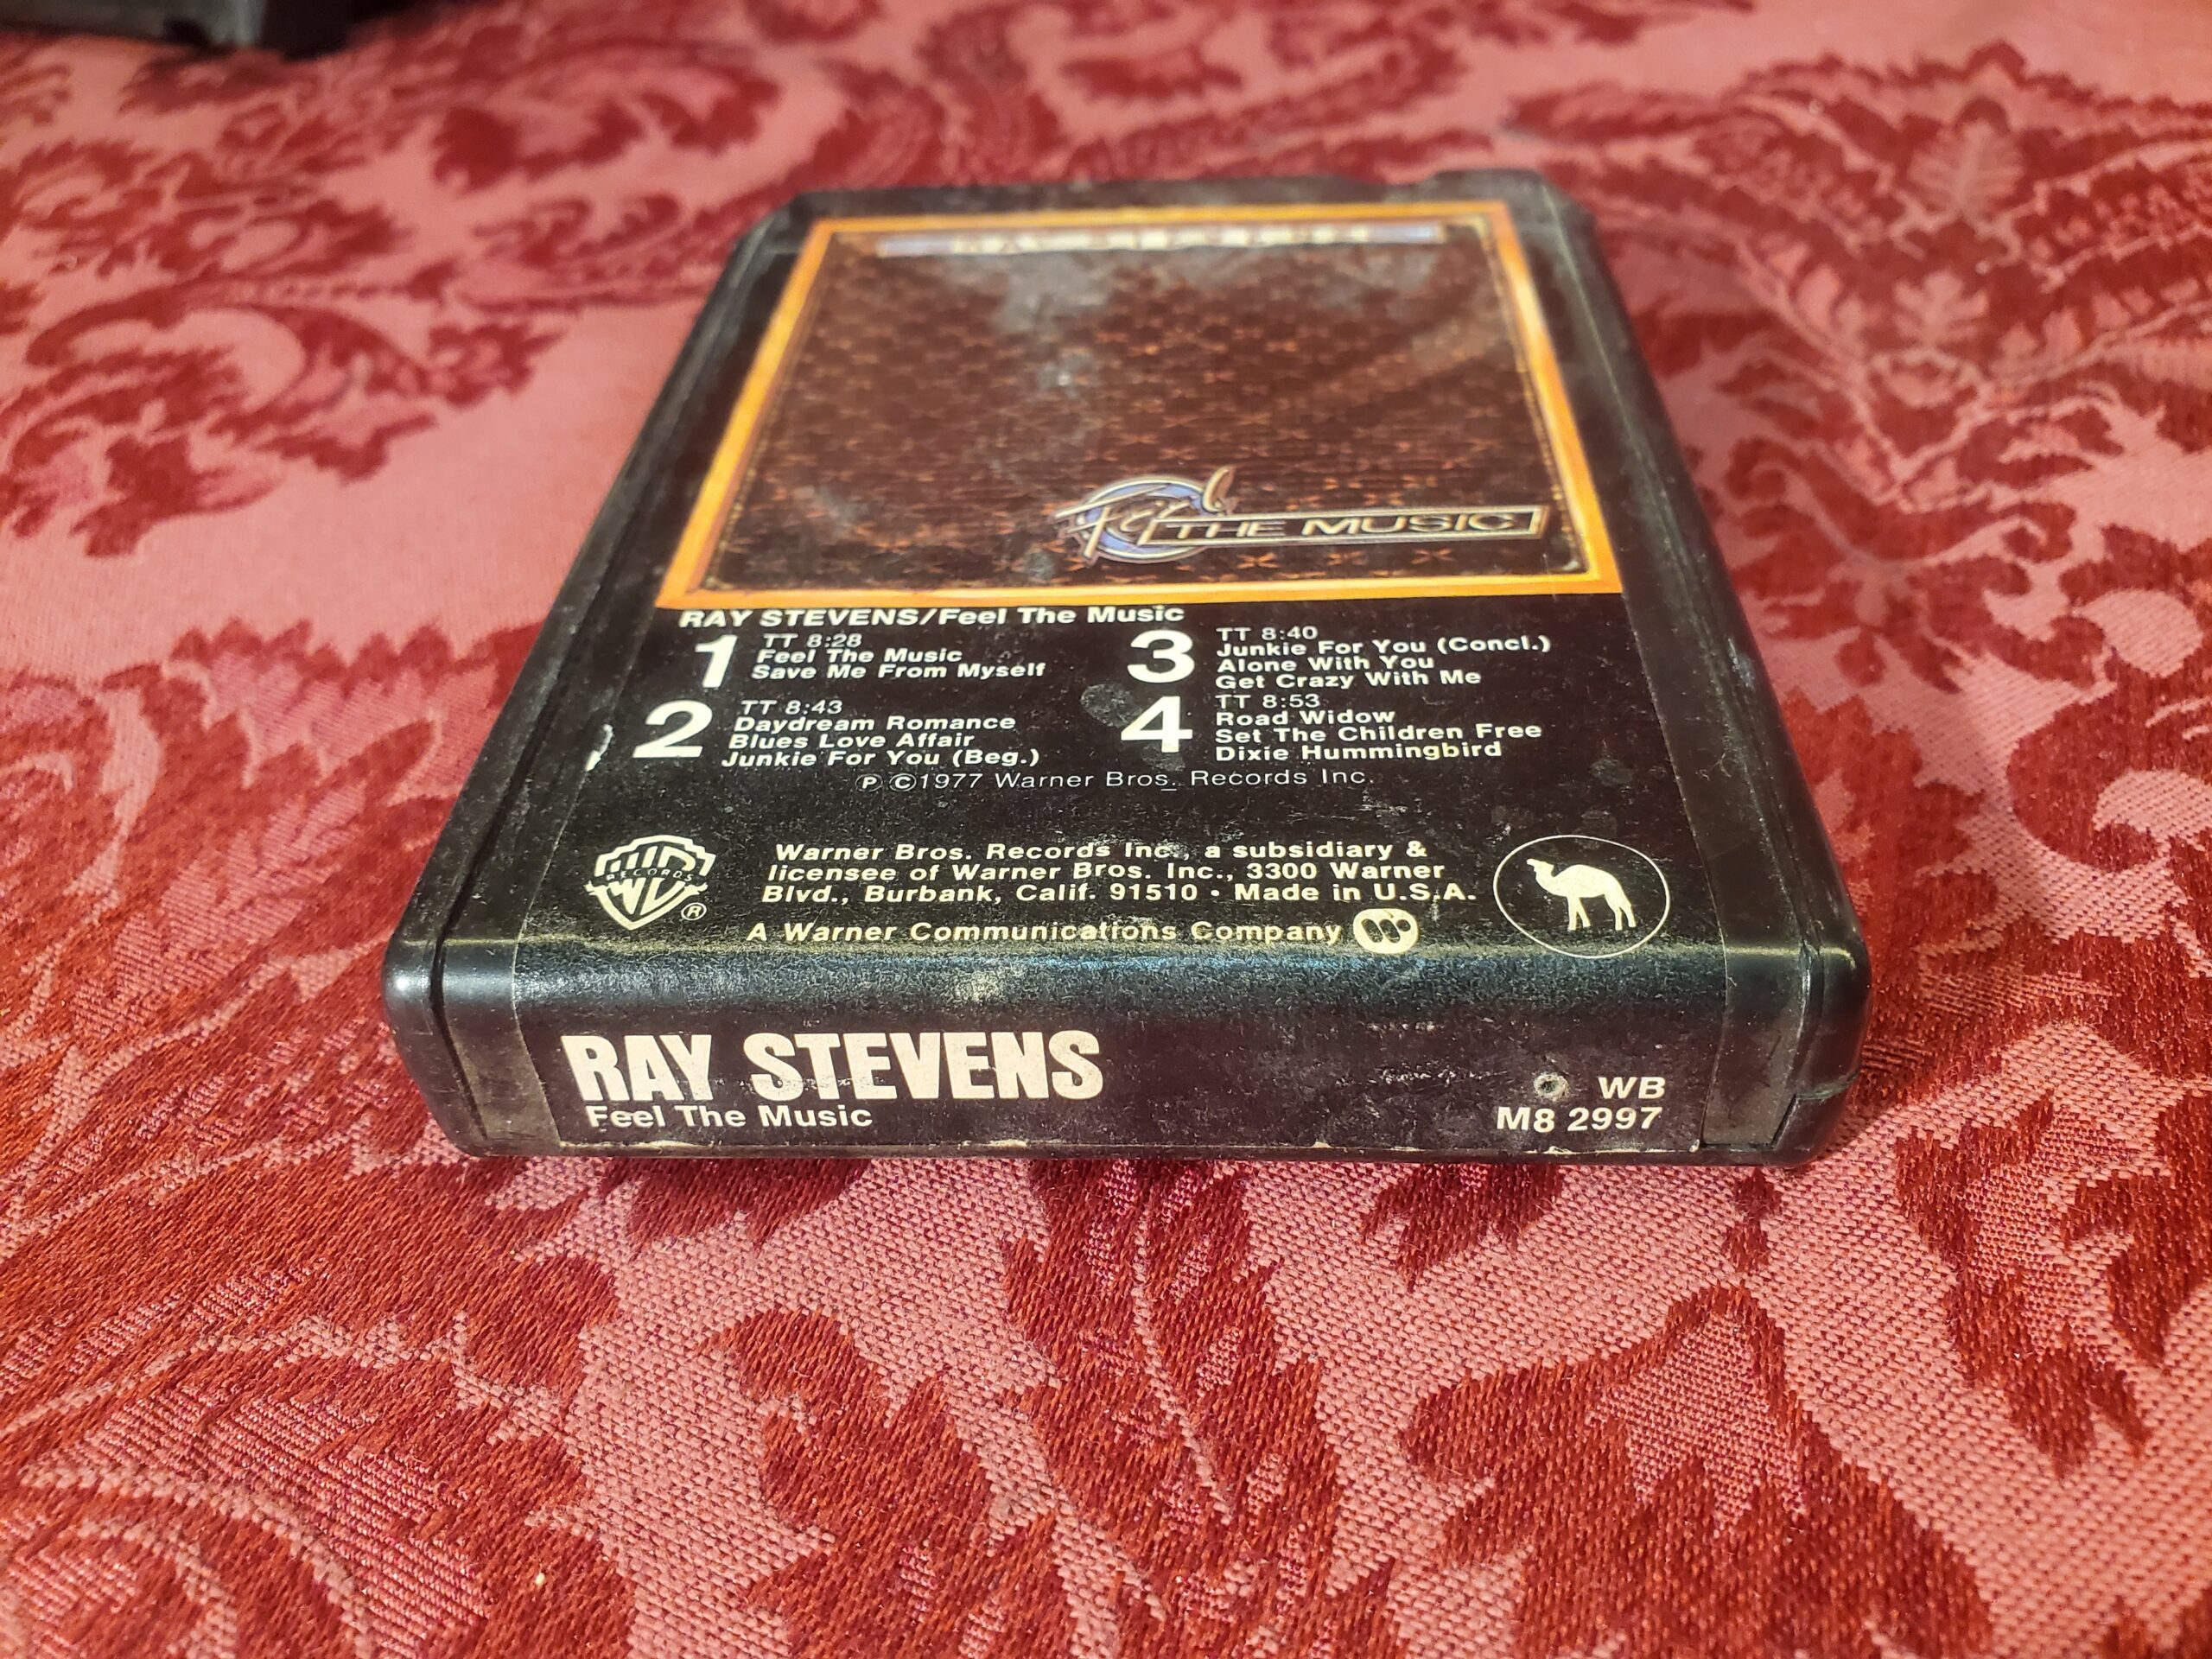 Feel THE MUSIC
RAY STEVENS/Feel The Music
1 TT 8:28
Feel The Music
Save Me From Myself
2 TT 8:43
Daydream Romance
Blues Love Affair
Junkie For You (Beg.)
3 TT 8:40
Junkie For You (Concl.)
Alone With You
Get Crazy With Me
4 TT 8:53
Road Widow
Set The Children Free
Dixie Hummingbird
Ⓟ ©1977 Warner Bros. Records Inc.
WB RECORDS ®
Warner Bros. Records Inc., a subsidiary &
licensee of Warner Bros. Inc., 3300 Warner
Blvd., Burbank, Calif. 91510 • Made in U.S.A.
A Warner Communications Company
RAY STEVENS
Feel The Music
WB
M8 2997